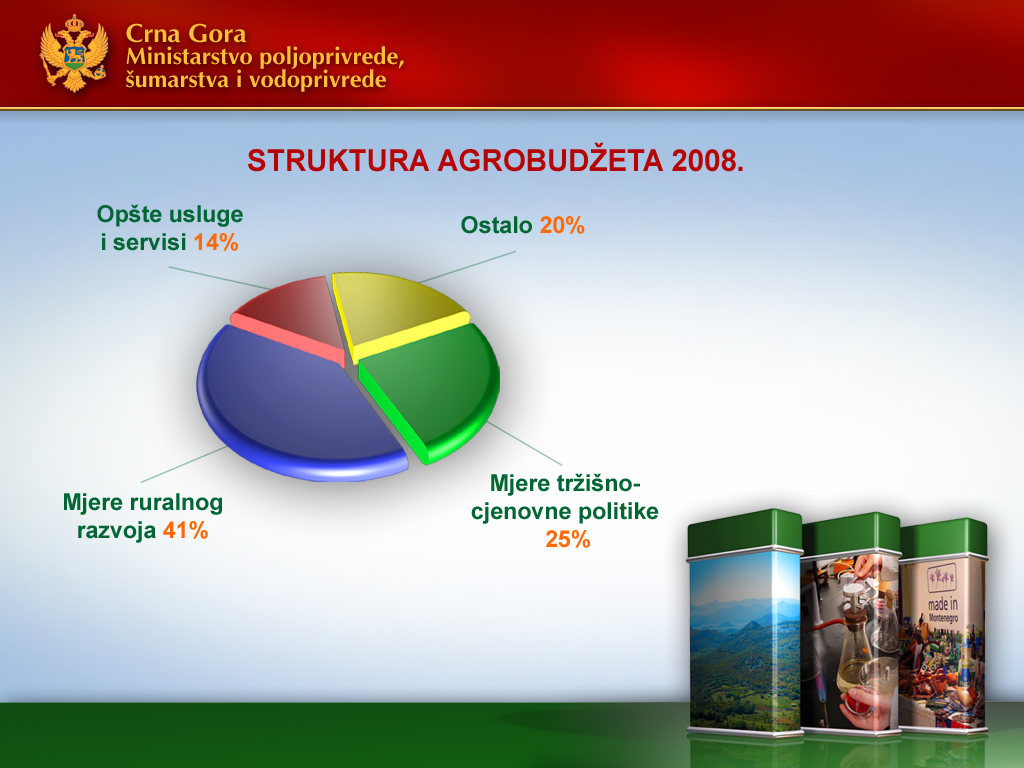 Crna Gora
Ministarstvo poljoprivrede,
šumarstva i vodoprivrede
STRUKTURA AGROBUDŽETA 2008.
Opšte usluge
i servisi 14%
Ostalo 20%
Mjere ruralnog
razvoja 41%
Mjere tržišno-
cjenovne politike
25%
made in
Montenegro